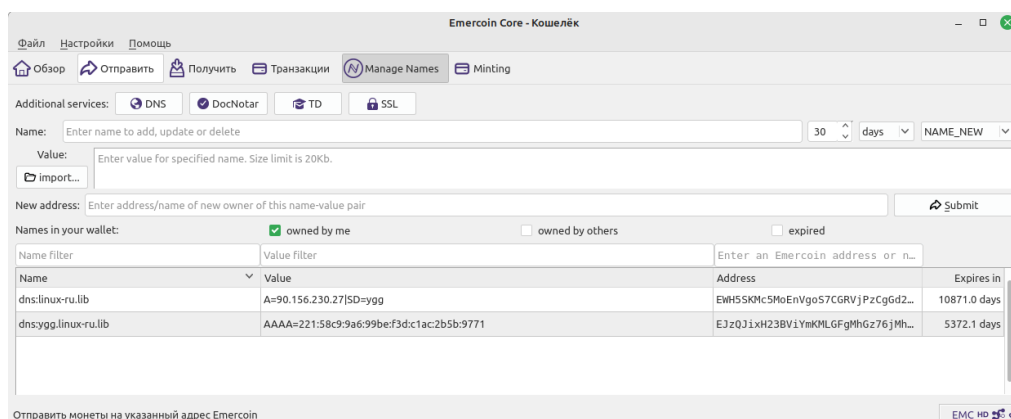 Emercoin Core - Кошелёк
Файл Настройки Помощь
Обзор Отправить Получить Транзакции Manage Names Minting
Additional services: DNS DocNotar TD SSL
Name: Enter name to add, update or delete 30 days NAME_NEW
Value: Enter value for specified name. Size limit is 20Kb.
import...
New address: Enter address/name of new owner of this name-value pair Submit
Names in your wallet: owned by me owned by others expired
Name filter Value filter Enter an Emercoin address or n…
Name Value Address Expires in
dns:linux-ru.lib A=90.156.230.27|SD=ygg EWH5SKMc5MoEnVgoS7CGRVjPzCgGd2… 10871.0 days
dns:ygg.linux-ru.lib AAAA=221:58c9:9a6:99be:f3d:c1ac:2b5b:9771 EJzQJixH23BViYmKMLGFgMhGz76jMh… 5372.1 days
Отправить монеты на указанный адрес Emercoin EMC HD